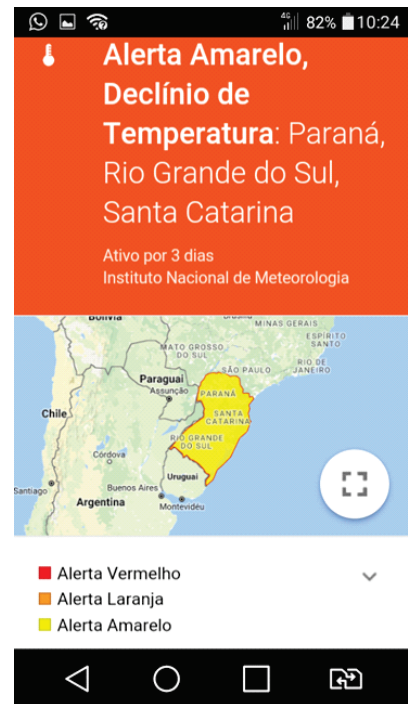 4G 82% 10:24
Alerta Amarelo,
Declínio de
Temperatura: Paraná,
Rio Grande do Sul,
Santa Catarina
Ativo por 3 dias
Instituto Nacional de Meteorologia
Bolívia
Brasília
MINAS GERAIS
ESPÍRITO
SANTO
MATO GROSSO
DO SUL
RIO DE
JANEIRO
SÃO PAULO
Paraguai
Assunção
PARANÁ
Chile
SANTA
CATARINA
RIO GRANDE
DO SUL
Córdova
Uruguai
Santiago
Buenos Aires
Argentina
Montevidéu
Alerta Vermelho
Alerta Laranja
Alerta Amarelo